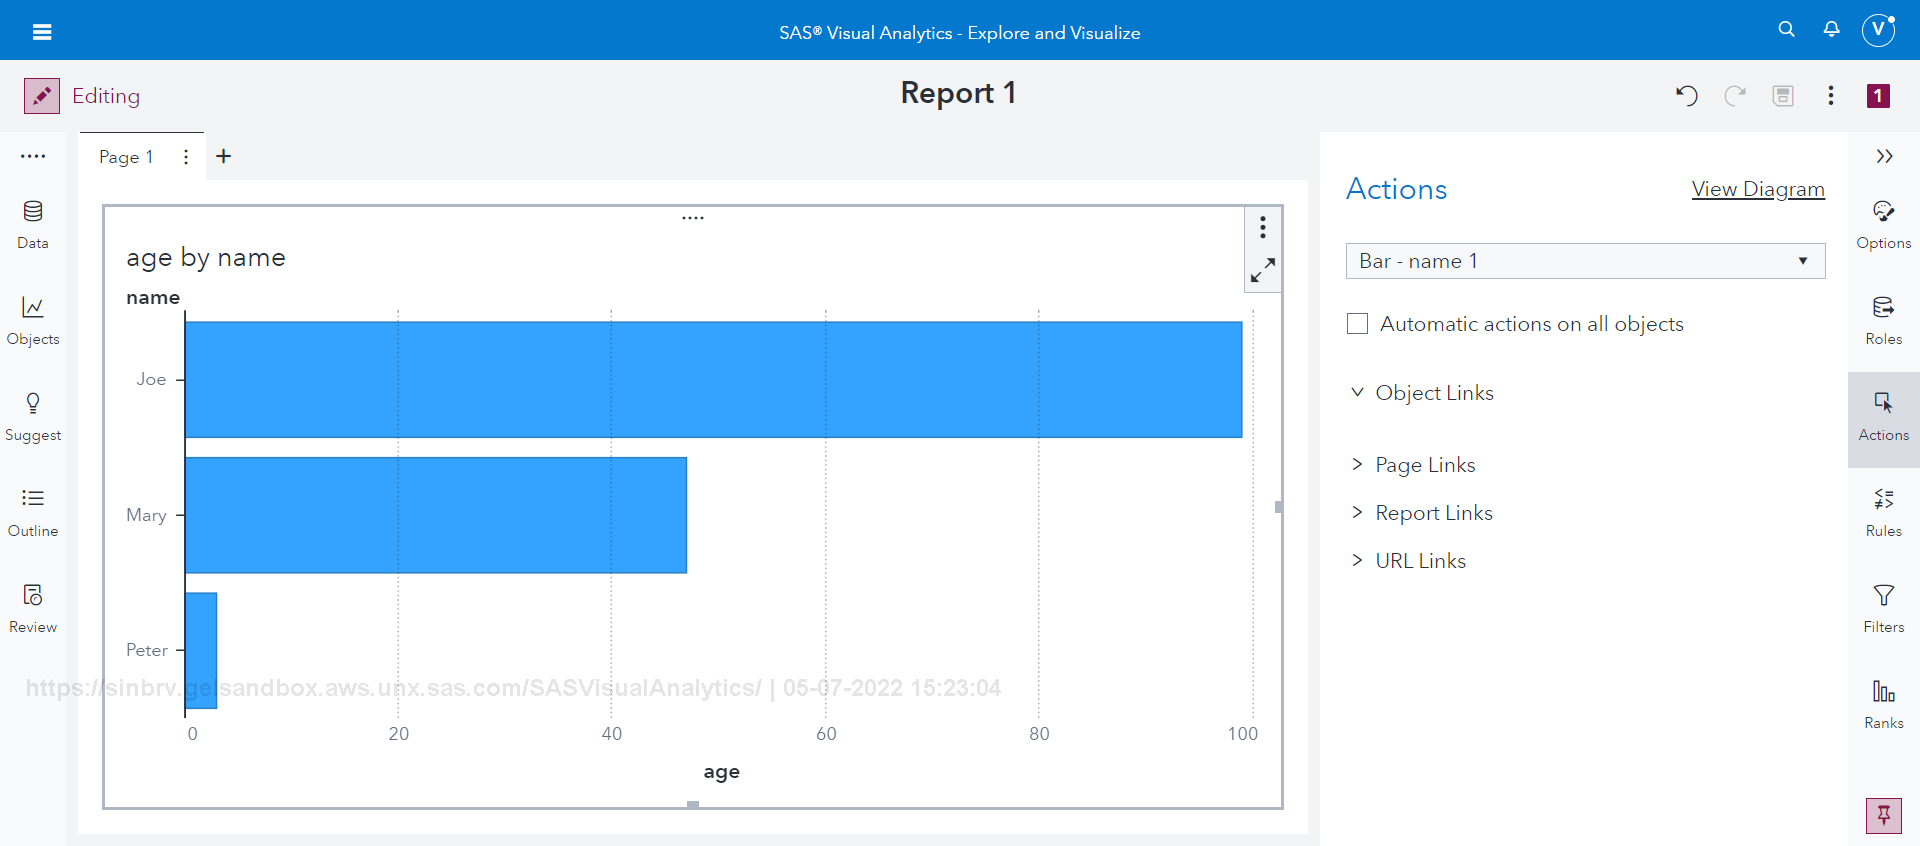 SAS® Visual Analytics - Explore and Visualize
V
Editing
Report 1
1
Page 1
Data
Objects
Suggest
Outline
Review
age by name
name
Joe
Mary
Peter
https://sinbrv.gelsandbox.aws.unx.sas.com/SASVisualAnalytics/ | 05-07-2022 15:23:04
0 20 40 60 80 100
age
Actions
View Diagram
Bar - name 1
Automatic actions on all objects
Object Links
Page Links
Report Links
URL Links
Options
Roles
Actions
Rules
Filters
Ranks